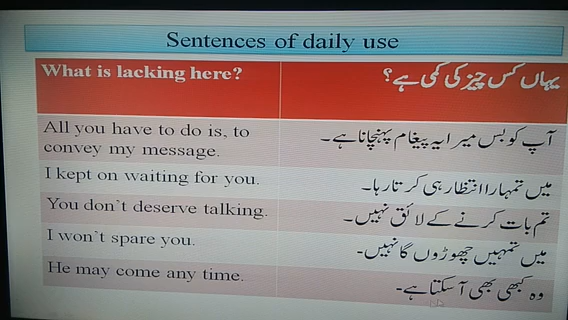 Sentences of daily use
What is lacking here?
یہاں کس چیز کی کمی ہے؟
All you have to do is, to
convey my message.
آپ کو بس میرا یہ پیغام پہنچانا ہے۔
I kept on waiting for you.
میں تمہارا انتظار ہی کرتا رہا۔
You don't deserve talking.
تم بات کرنے کے لائق نہیں۔
I won't spare you.
میں تمہیں چھوڑوں گا نہیں۔
He may come any time.
وہ کبھی بھی آ سکتا ہے۔